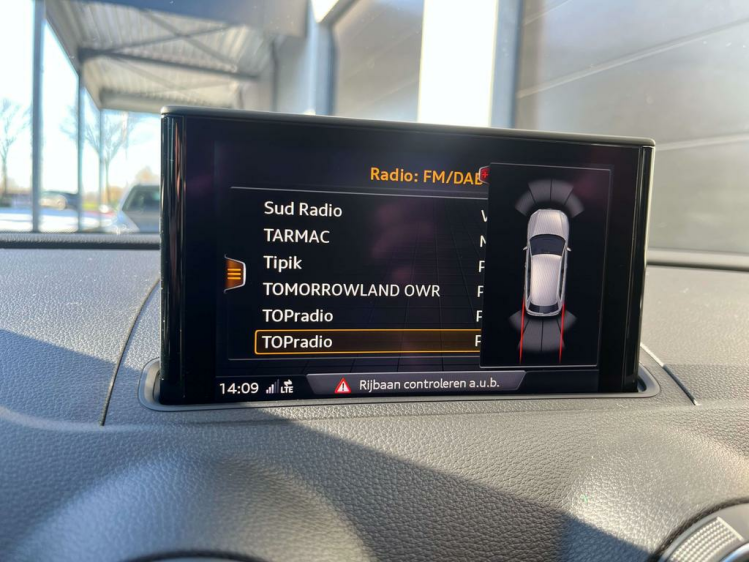 Radio: FM/DAB
Sud Radio
TARMAC
Tipik
TOMORROWLAND OWR
TOPradio
TOPradio
14:09 LTE Rijbaan controleren a.u.b.